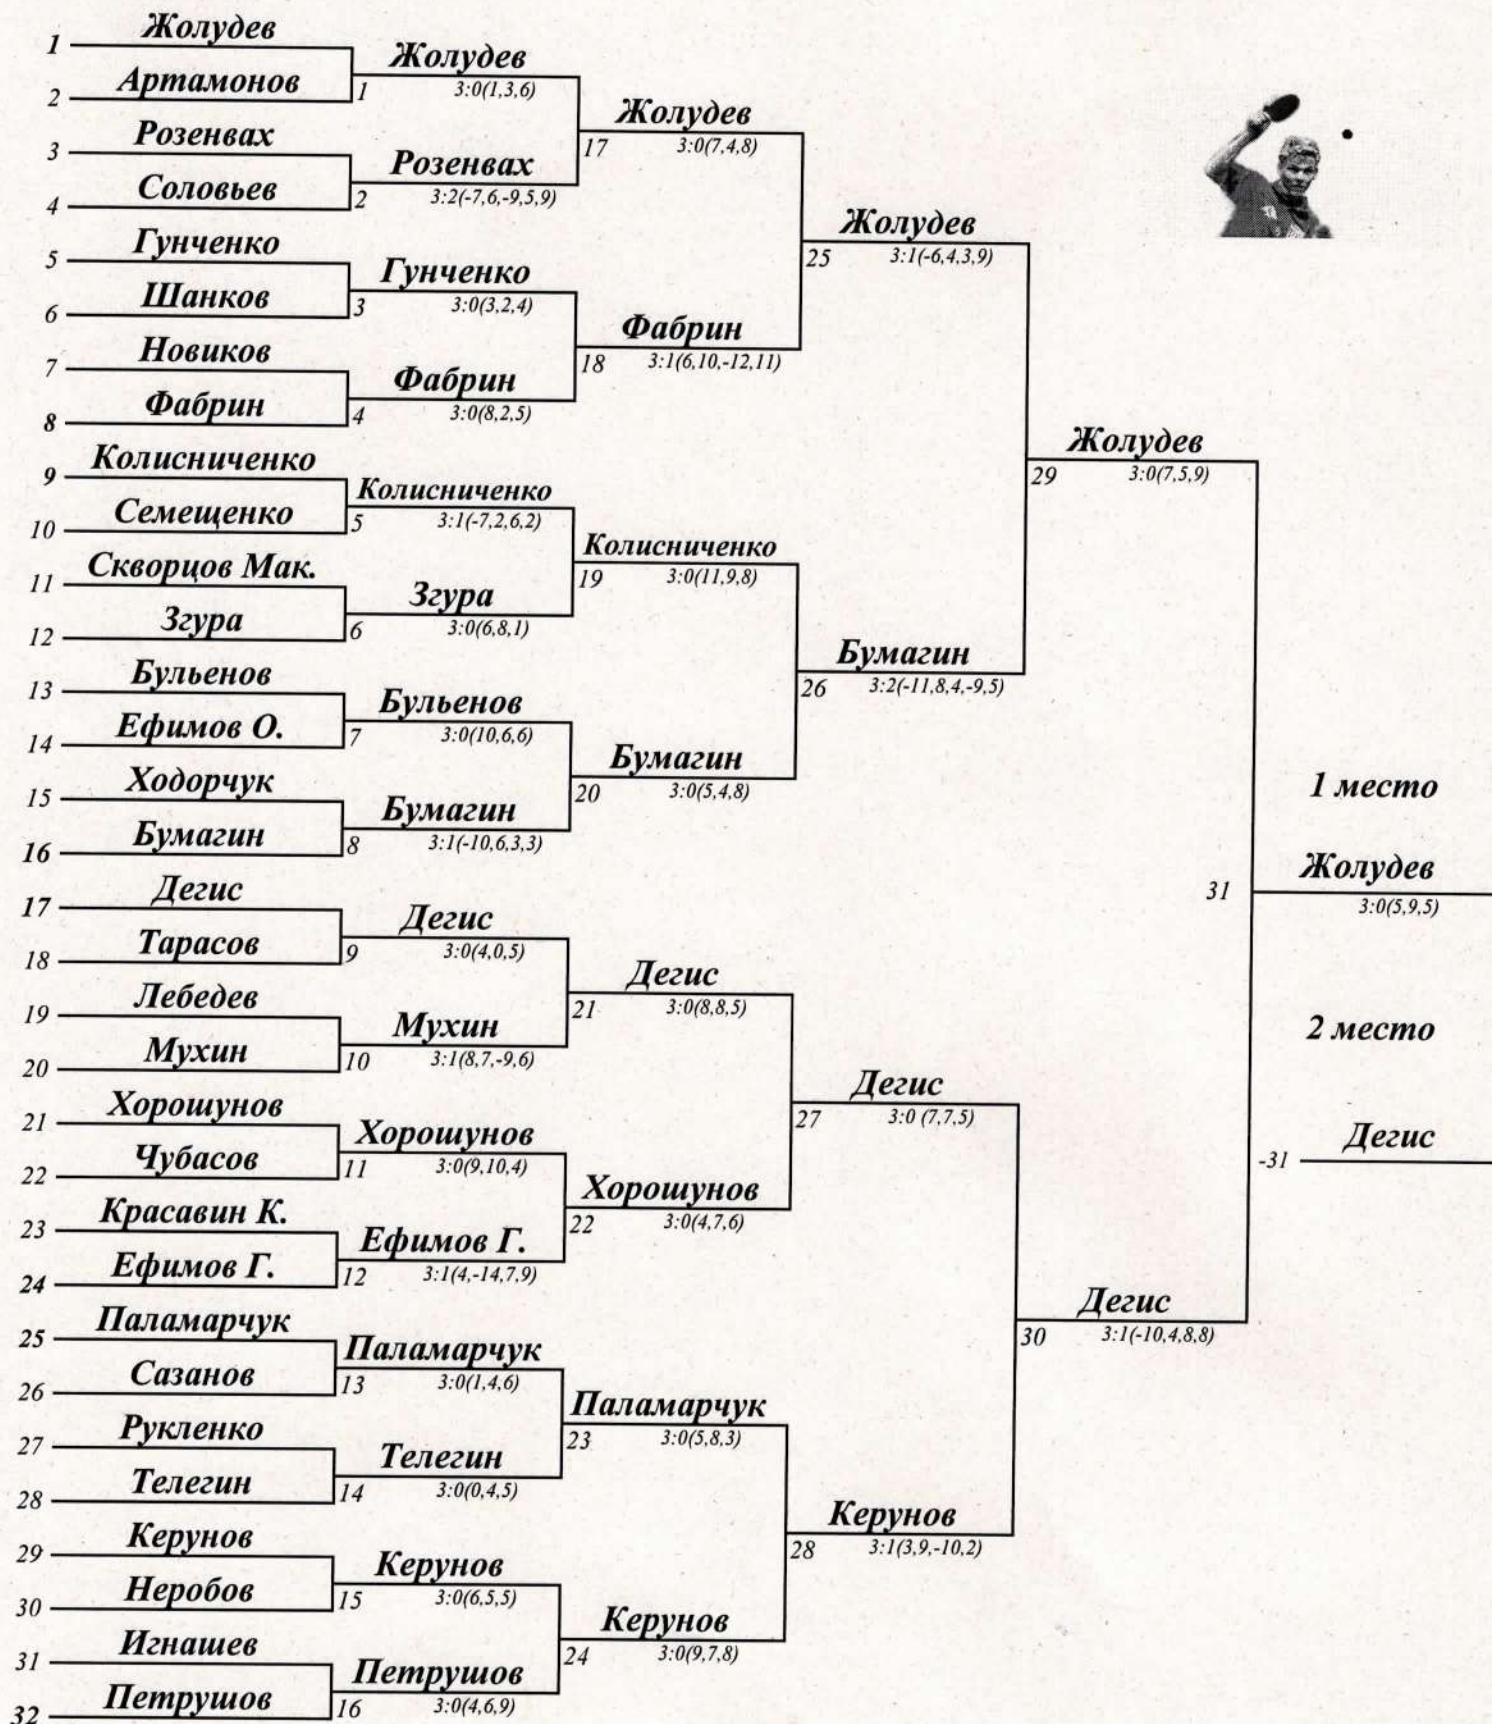 1 Жолудев
2 Артамонов
3 Розенвах
4 Соловьев
5 Гунченко
6 Шанков
7 Новиков
8 Фабрин
9 Колисниченко
10 Семещенко
11 Скворцов Мак.
12 Згура
13 Бульенов
14 Ефимов О.
15 Ходорчук
16 Бумагин
17 Дегис
18 Тарасов
19 Лебедев
20 Мухин
21 Хорошунов
22 Чубасов
23 Красавин К.
24 Ефимов Г.
25 Паламарчук
26 Сазанов
27 Рукленко
28 Телегин
29 Керунов
30 Неробов
31 Игнашев
32 Петрушов
Жолудев
1 3:0(1,3,6)
Розенвах
2 3:2(-7,6,-9,5,9)
Гунченко
3 3:0(3,2,4)
Фабрин
4 3:0(8,2,5)
Колисниченко
5 3:1(-7,2,6,2)
Згура
6 3:0(6,8,1)
Бульенов
7 3:0(10,6,6)
Бумагин
8 3:1(-10,6,3,3)
Дегис
9 3:0(4,0,5)
Мухин
10 3:1(8,7,-9,6)
Хорошунов
11 3:0(9,10,4)
Ефимов Г.
12 3:1(4,-14,7,9)
Паламарчук
13 3:0(1,4,6)
Телегин
14 3:0(0,4,5)
Керунов
15 3:0(6,5,5)
Петрушов
16 3:0(4,6,9)
Жолудев
17 3:0(7,4,8)
Фабрин
18 3:1(6,10,-12,11)
Колисниченко
19 3:0(11,9,8)
Бумагин
20 3:0(5,4,8)
Дегис
21 3:0(8,8,5)
Хорошунов
22 3:0(4,7,6)
Паламарчук
23 3:0(5,8,3)
Керунов
24 3:0(9,7,8)
Жолудев
25 3:1(-6,4,3,9)
Бумагин
26 3:2(-11,8,4,-9,5)
Дегис
27 3:0 (7,7,5)
Керунов
28 3:1(3,9,-10,2)
Жолудев
29 3:0(7,5,9)
Дегис
30 3:1(-10,4,8,8)
1 место
Жолудев
31 3:0(5,9,5)
2 место
Дегис
-31